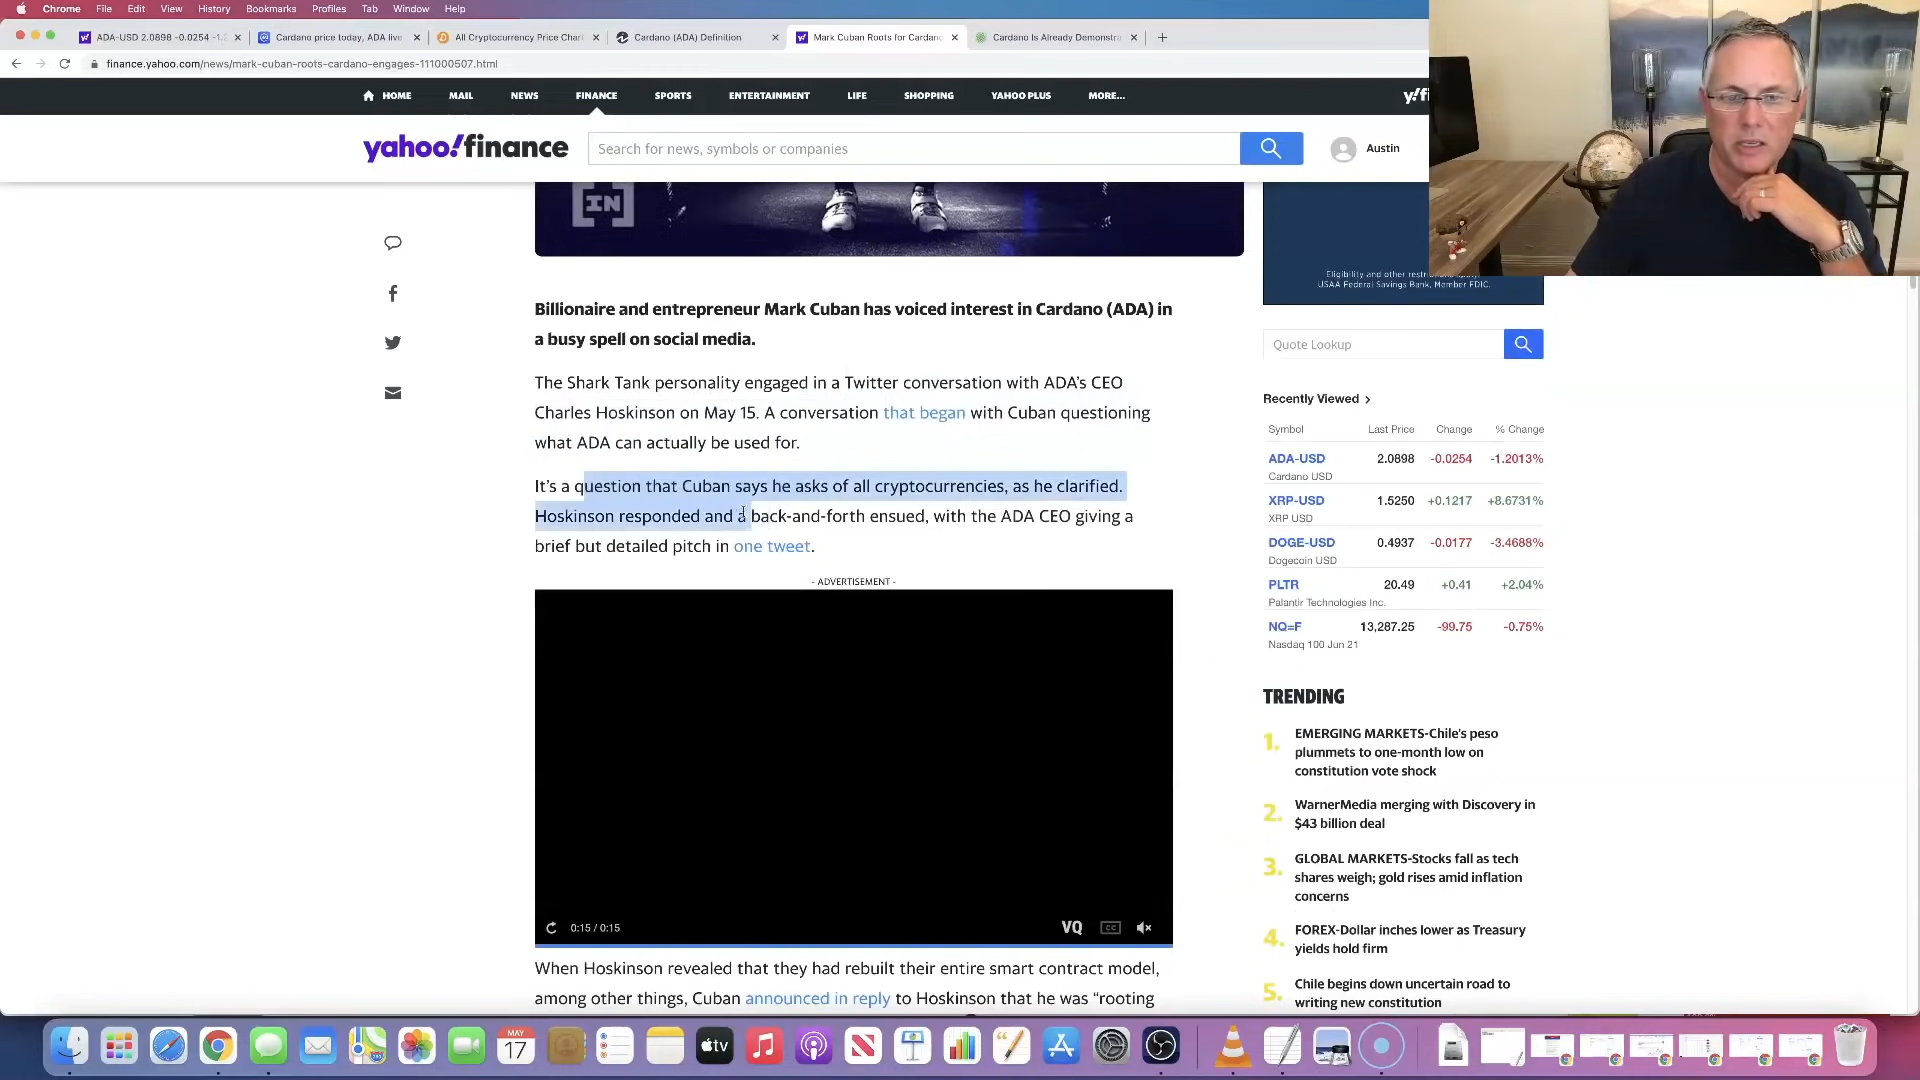 Chrome File Edit View History Bookmarks Profiles Tab Window Help
ADA-USD 2.0898 -0.0254 -1.2
Cardano price today, ADA live
All Cryptocurrency Price Char
Cardano (ADA) Definition
Mark Cuban Roots for Cardano
Cardano Is Already Demonstra
finance.yahoo.com/news/mark-cuban-roots-cardano-engages-111000507.html
HOME MAIL NEWS FINANCE SPORTS ENTERTAINMENT LIFE SHOPPING YAHOO PLUS MORE...
yahoo!finance
Search for news, symbols or companies
Austin
IN
USAA Federal Savings Bank, Member FDIC.
Billionaire and entrepreneur Mark Cuban has voiced interest in Cardano (ADA) in
a busy spell on social media.
The Shark Tank personality engaged in a Twitter conversation with ADA's CEO
Charles Hoskinson on May 15. A conversation that began with Cuban questioning
what ADA can actually be used for.
It's a question that Cuban says he asks of all cryptocurrencies, as he clarified.
Hoskinson responded and a back-and-forth ensued, with the ADA CEO giving a
brief but detailed pitch in one tweet.
- ADVERTISEMENT -
0:15 / 0:15
VQ CC
When Hoskinson revealed that they had rebuilt their entire smart contract model,
among other things, Cuban announced in reply to Hoskinson that he was “rooting
Quote Lookup
Recently Viewed
Symbol Last Price Change % Change
ADA-USD 2.0898 -0.0254 -1.2013%
Cardano USD
XRP-USD 1.5250 +0.1217 +8.6731%
XRP USD
DOGE-USD 0.4937 -0.0177 -3.4688%
Dogecoin USD
PLTR 20.49 +0.41 +2.04%
Palantir Technologies Inc.
NQ=F 13,287.25 -99.75 -0.75%
Nasdaq 100 Jun 21
TRENDING
1. EMERGING MARKETS-Chile's peso
plummets to one-month low on
constitution vote shock
2. WarnerMedia merging with Discovery in
$43 billion deal
3. GLOBAL MARKETS-Stocks fall as tech
shares weigh; gold rises amid inflation
concerns
4. FOREX-Dollar inches lower as Treasury
yields hold firm
5. Chile begins down uncertain road to
writing new constitution
MAY
17
tv